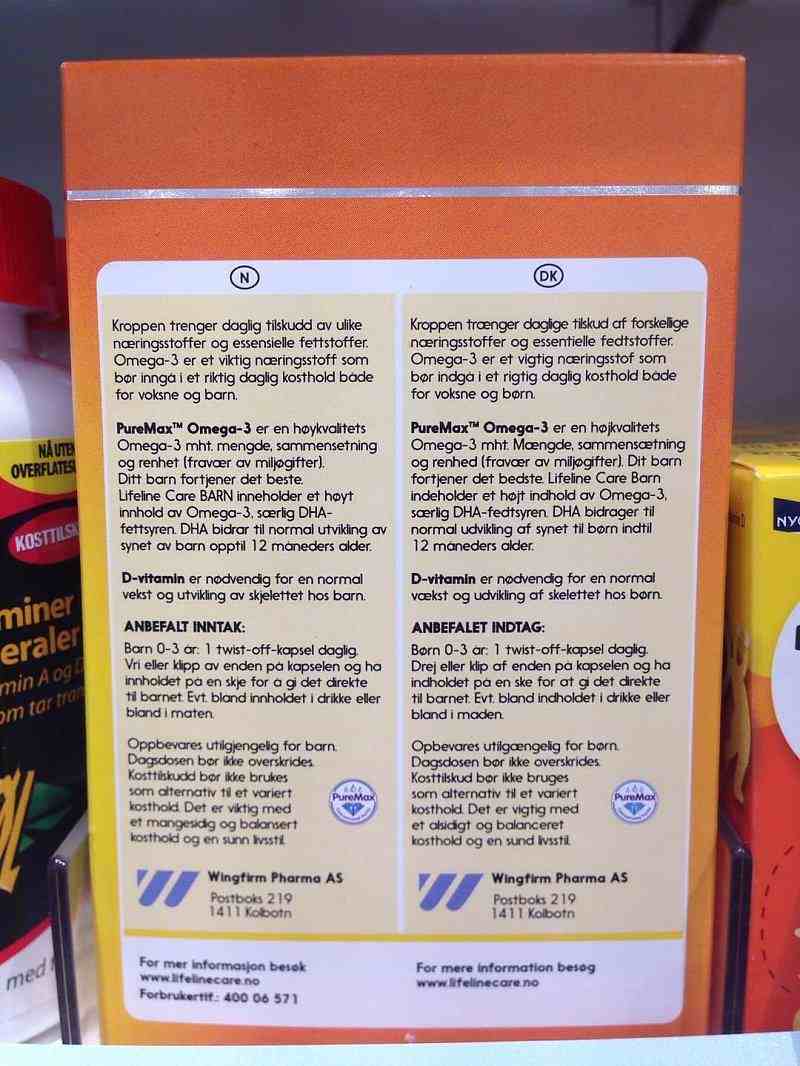 N
Kroppen trenger daglig tilskudd av ulike
næringsstoffer og essensielle fettstoffer.
Omega-3 er et viktig næringsstoff som
bør inngå i et riktig daglig kosthold både
for voksne og barn.
PureMax™ Omega-3 er en høykvalitets
Omega-3 mht. mengde, sammensetning
og renhet (fravær av miljøgifter).
Ditt barn fortjener det beste.
Lifeline Care BARN inneholder et høyt
innhold av Omega-3, særlig DHA-
fettsyren. DHA bidrar til normal utvikling av
synet av barn opptil 12 måneders alder.
D-vitamin er nødvendig for en normal
vekst og utvikling av skjelettet hos barn.
ANBEFALT INNTAK:
Barn 0-3 år: 1 twist-off-kapsel daglig.
Vri eller klipp av enden på kapselen og ha
innholdet på en skje for å gi det direkte
til barnet. Evt. bland innholdet i drikke eller
bland i maten.
Oppbevares utilgjengelig for barn.
Dagsdosen bør ikke overskrides.
Kosttilskudd bør ikke brukes
som alternativ til et variert
kosthold. Det er viktig med
et mangesidig og balansert
kosthold og en sunn livsstil.
PureMax
Wingfirm Pharma AS
Postboks 219
1411 Kolbotn
For mer informasjon besøk
www.lifelinecare.no
Forbrukertlf.: 400 06 571
DK
Kroppen trænger daglige tilskud af forskellige
næringsstoffer og essentielle fedtstoffer.
Omega-3 er et vigtig næringsstof som
bør indgå i et rigtig daglig kosthold både
for voksne og børn.
PureMax™ Omega-3 er en højkvalitets
Omega-3 mht. Mængde, sammensætning
og renhed (fravær av miljøgifter). Dit barn
fortjener det bedste. Lifeline Care Barn
indeholder et højt indhold av Omega-3,
særlig DHA-fedtsyren. DHA bidrager til
normal udvikling af synet til børn indtil
12 måneders alder.
D-vitamin er nødvendig for en normal
vækst og udvikling af skelettet hos børn.
ANBEFALET INDTAG:
Børn 0-3 år: 1 twist-off-kapsel daglig.
Drej eller klip af enden på kapselen og ha
indholdet på en ske for at gi det direkte
til barnet. Evt. bland indholdet i drikke eller
bland i maden.
Oppbevares utilgængelig for børn.
Dagsdosen bør ikke overskrides.
Kosttilskud bør ikke bruges
som alternativ til et variert
kosthold. Det er vigtig med
et alsidigt og balanceret
kosthold og en sund livsstil.
PureMax
Wingfirm Pharma AS
Postboks 219
1411 Kolbotn
For mere information besøg
www.lifelinecare.no
NÅ UTEN
miner
eraler
min A og D
om tar tran
med